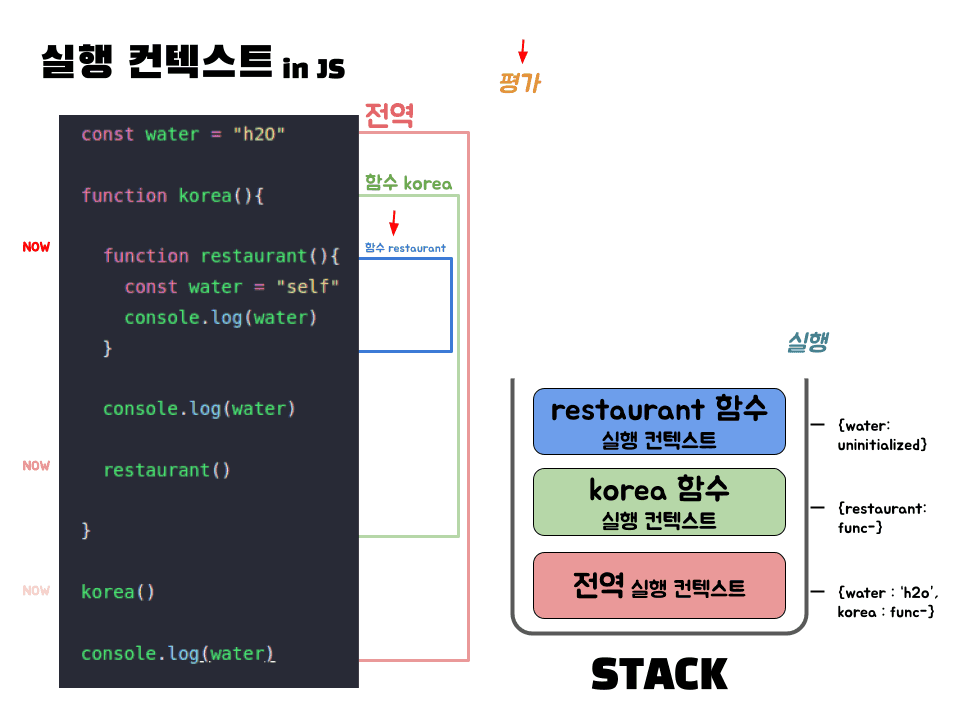 실행 컨텍스트 in JS
평가
전역
const water = "h2O"
함수 korea
function korea(){
NOW
함수 restaurant
function restaurant(){
const water = "self"
console.log(water)
}
실행
console.log(water)
restaurant 함수
실행 컨텍스트
{water:
uninitialized}
NOW
restaurant()
korea 함수
실행 컨텍스트
{restaurant:
func-}
}
NOW
korea()
전역 실행 컨텍스트
{water : 'h2o',
korea : func-}
console.log(water)
STACK